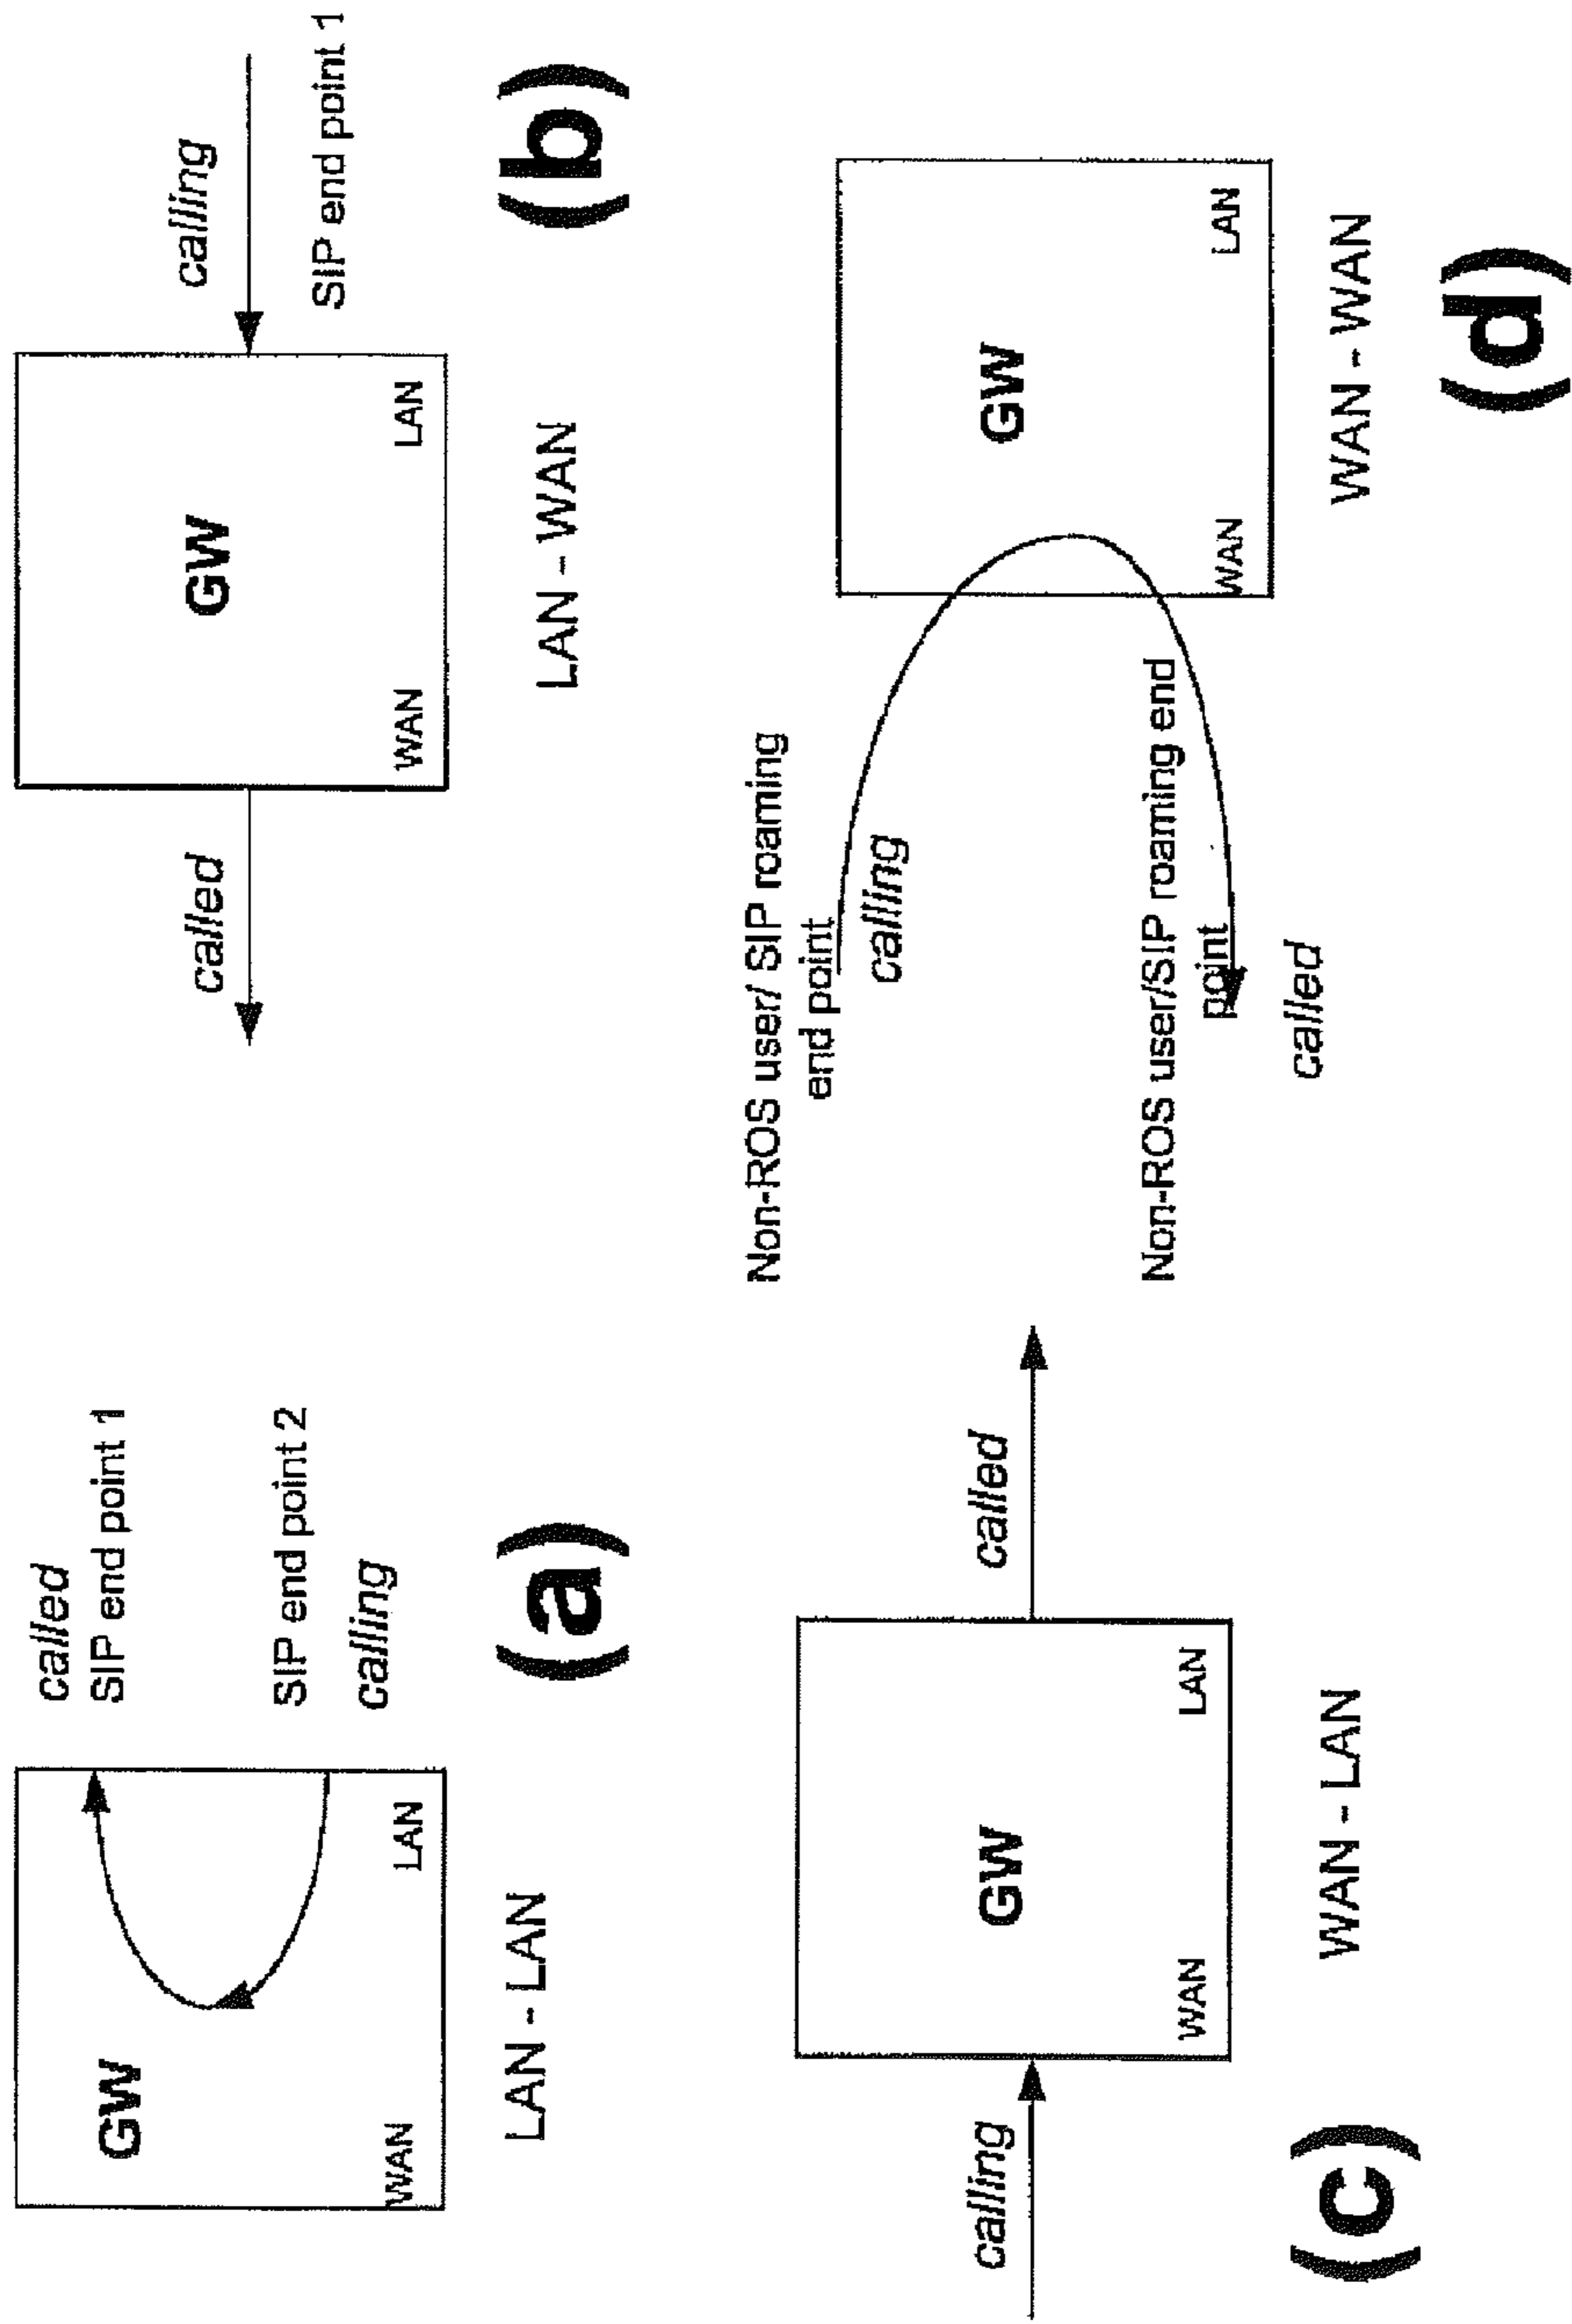 called
SIP end point 1
GW
SIP end point 2
calling
WAN
LAN
LAN - LAN
(a)
called
GW
calling
SIP end point 1
WAN
LAN
LAN - WAN
(b)
calling
GW
called
WAN
LAN
WAN - LAN
(c)
Non-ROS user/ SIP roaming
end point
calling
GW
Non-ROS user/SIP roaming end
point
called
WAN
LAN
WAN - WAN
(d)